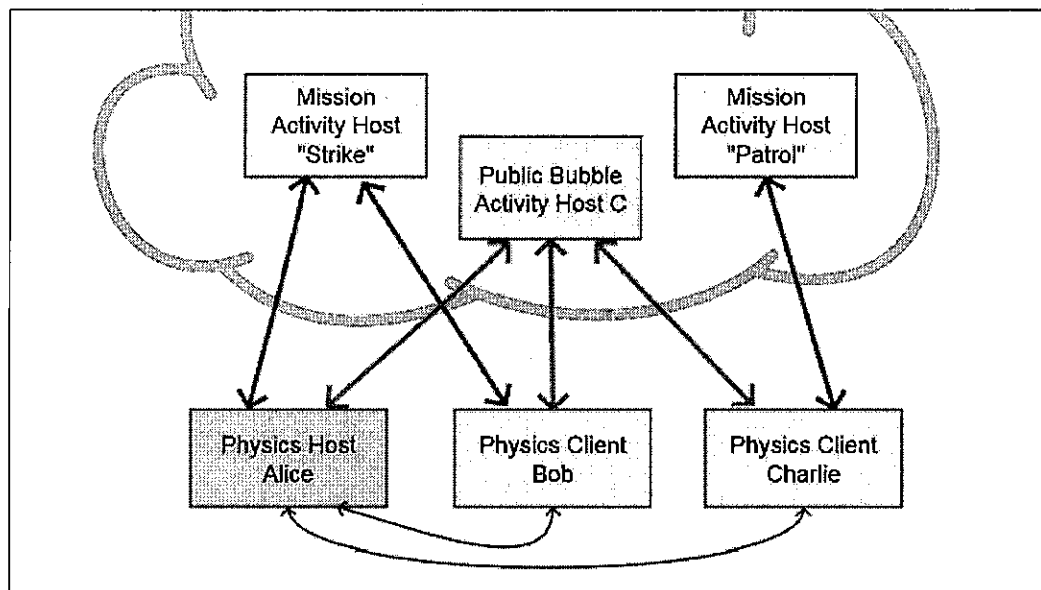 Mission
Activity Host
"Strike"
Mission
Activity Host
"Patrol"
Public Bubble
Activity Host C
Physics Host
Alice
Physics Client
Bob
Physics Client
Charlie